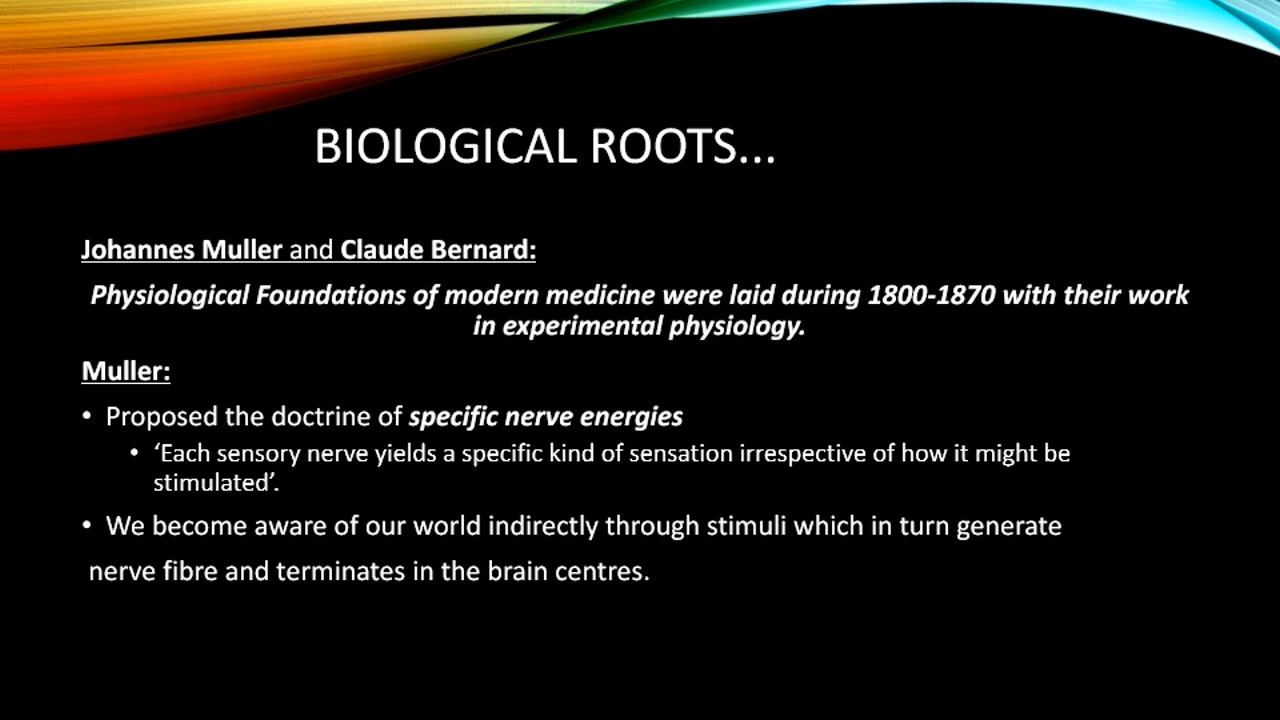 BIOLOGICAL ROOTS...
Johannes Muller and Claude Bernard:
Physiological Foundations of modern medicine were laid during 1800-1870 with their work
in experimental physiology.
Muller:
• Proposed the doctrine of specific nerve energies
• ‘Each sensory nerve yields a specific kind of sensation irrespective of how it might be
stimulated’.
• We become aware of our world indirectly through stimuli which in turn generate
nerve fibre and terminates in the brain centres.